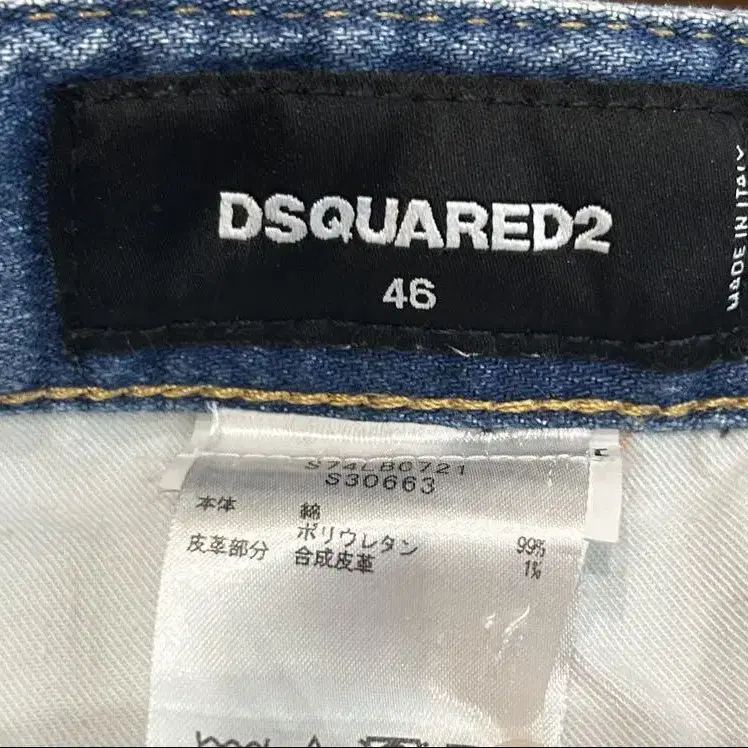 DSQUARED2
46
MADE IN ITALY
S74LB0721
S30663
本体 綿 99%
ポリウレタン 1%
皮革部分 合成皮革